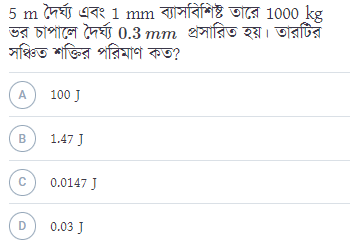 5 m দৈর্ঘ্য এবং 1 mm ব্যাসবিশিষ্ট তারে 1000 kg
ভর চাপালে দৈর্ঘ্য 0.3 mm প্রসারিত হয়। তারটির
সঞ্চিত শক্তির পরিমাণ কত?
A 100 J
B 1.47 J
C 0.0147 J
D 0.03 J